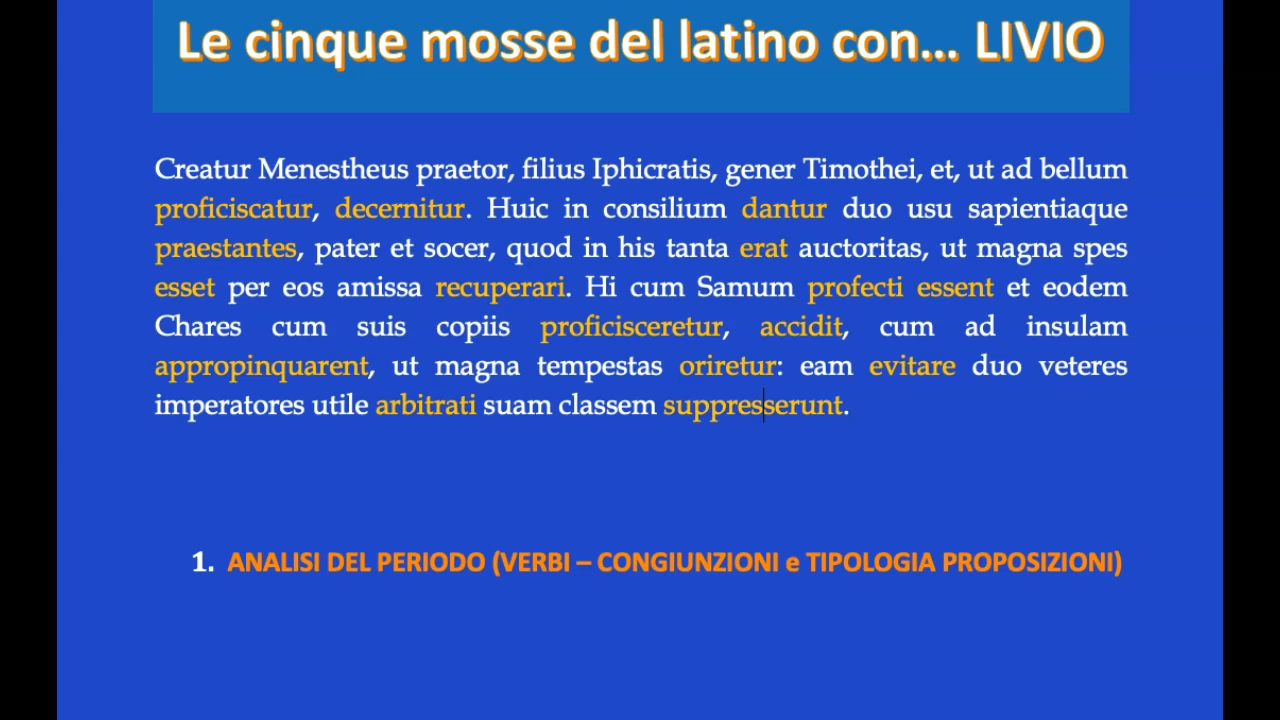 Le cinque mosse del latino con... LIVIO
Creatur Menestheus praetor, filius Iphicratis, gener Timothei, et, ut ad bellum
proficiscatur, decernitur. Huic in consilium dantur duo usu sapientiaque
praestantes, pater et socer, quod in his tanta erat auctoritas, ut magna spes
esset per eos amissa recuperari. Hi cum Samum profecti essent et eodem
Chares cum suis copiis proficisceretur, accidit, cum ad insulam
appropinquarent, ut magna tempestas oriretur: eam evitare duo veteres
imperatores utile arbitrati suam classem suppresserunt.
1. ANALISI DEL PERIODO (VERBI – CONGIUNZIONI e TIPOLOGIA PROPOSIZIONI)